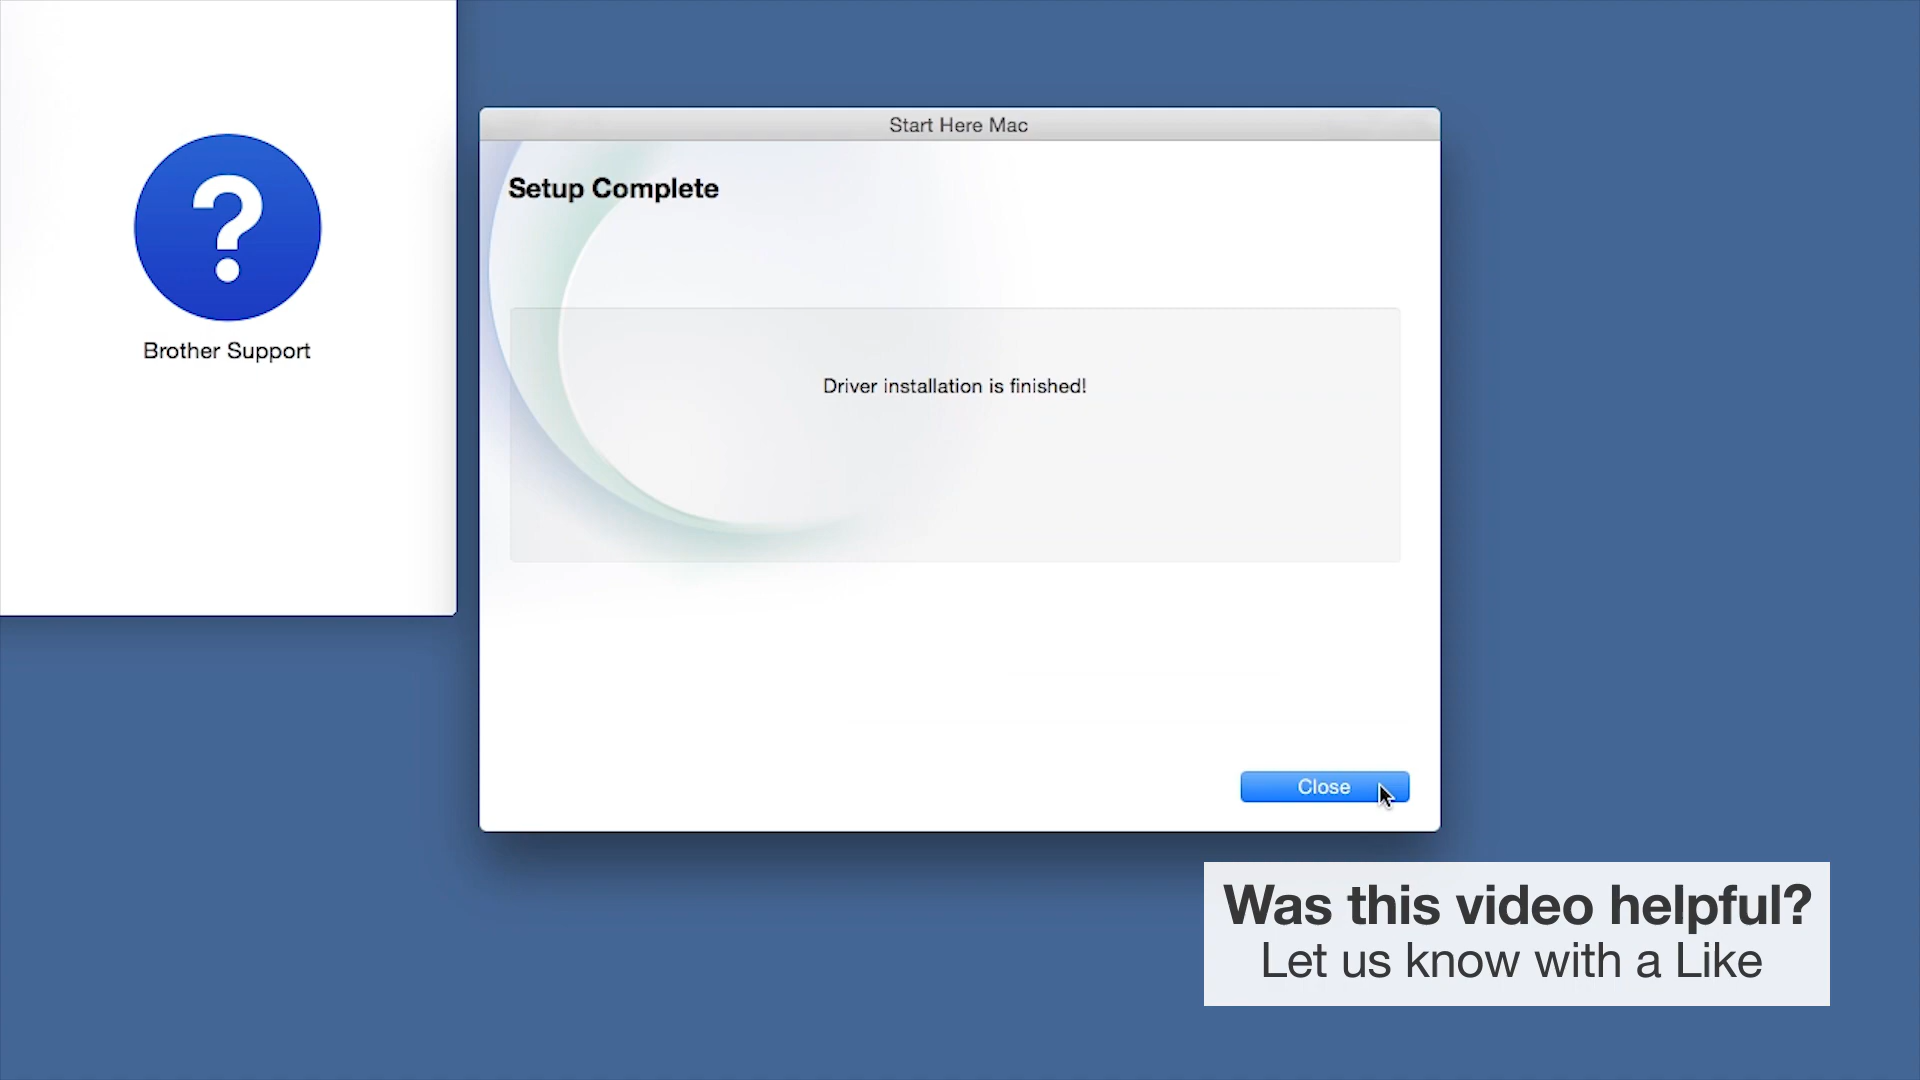 Start Here Mac
Setup Complete
?
Brother Support
Driver installation is finished!
Close
Was this video helpful?
Let us know with a Like